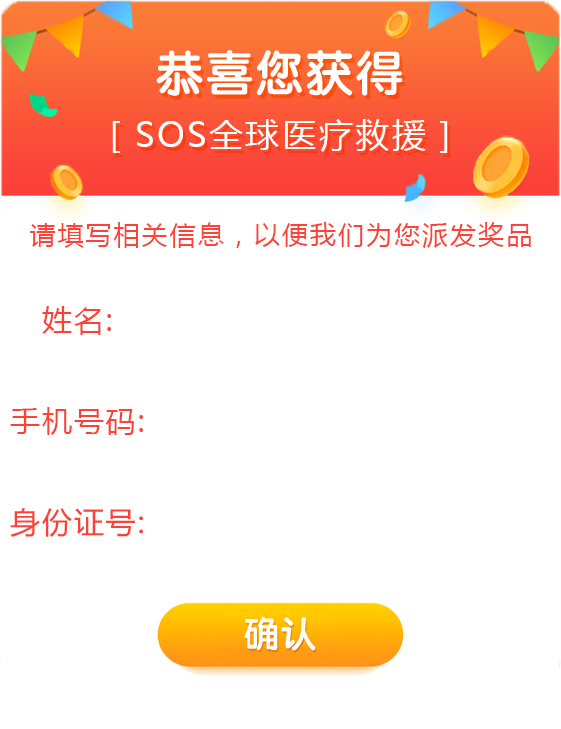 恭喜您获得
[ SOS全球医疗救援 ]
请填写相关信息，以便我们为您派发奖品
姓名:
手机号码:
身份证号:
确认